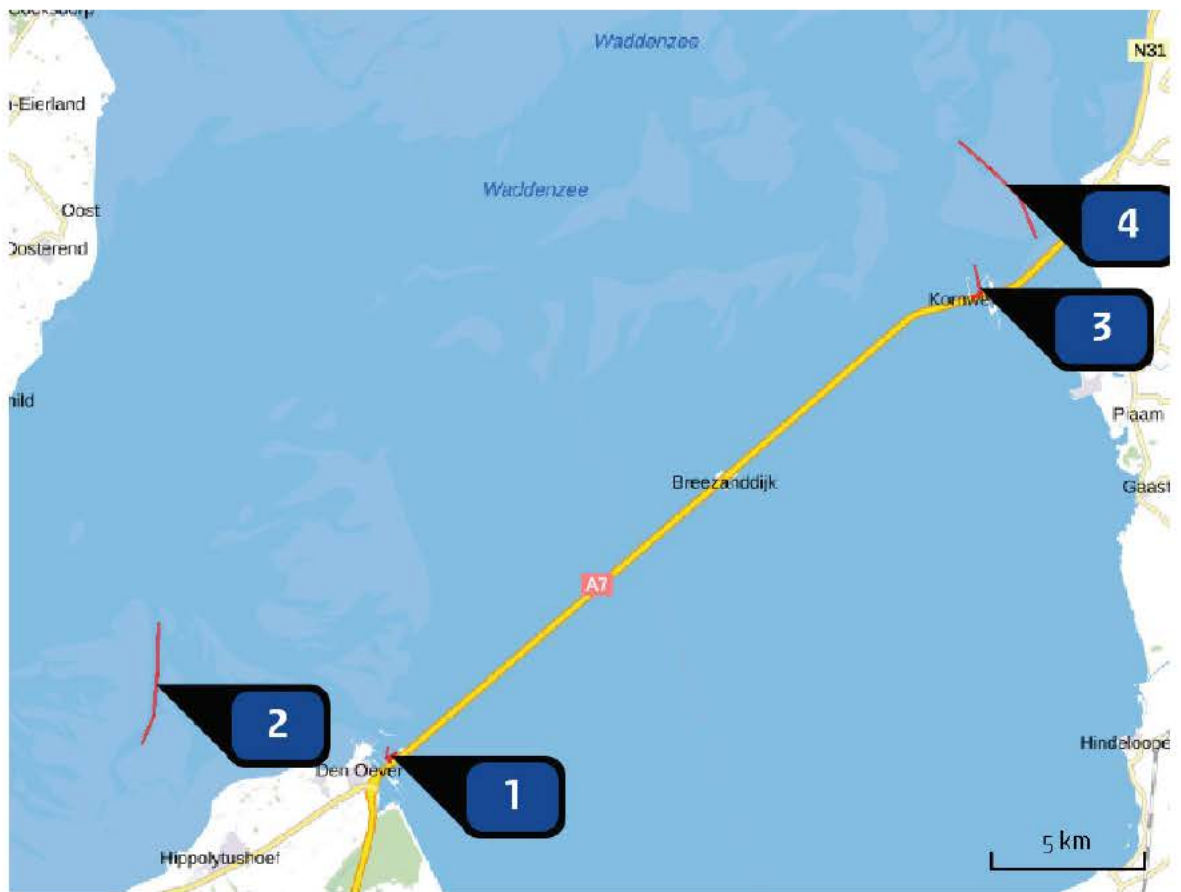 Waddenzee
N31
-Eierland
Waddenzee
Oost
Oosterend
4
Kornwe
3
Piaam
Breezanddijk
Gaast
A7
2
Hindeloope
Den Oever
1
5 km
Hippolytushoef